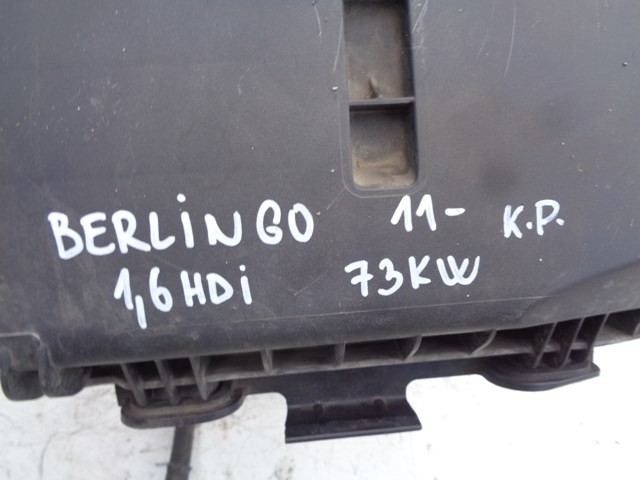 BERLiNGO 11- K.P.
1,6HDi 73KW